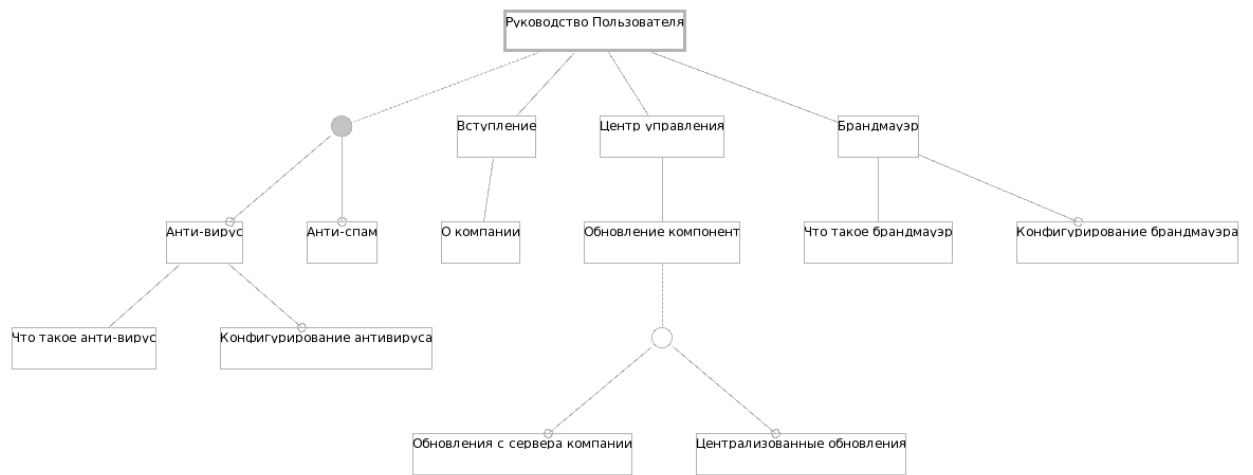 Руководство Пользователя
Вступление
Центр управления
Брандмауэр
Анти-вирус
Анти-спам
О компании
Обновление компонент
Что такое брандмауэр
Конфигурирование брандмауэра
Что такое анти-вирус
Конфигурирование антивируса
Обновления с сервера компании
Централизованные обновления